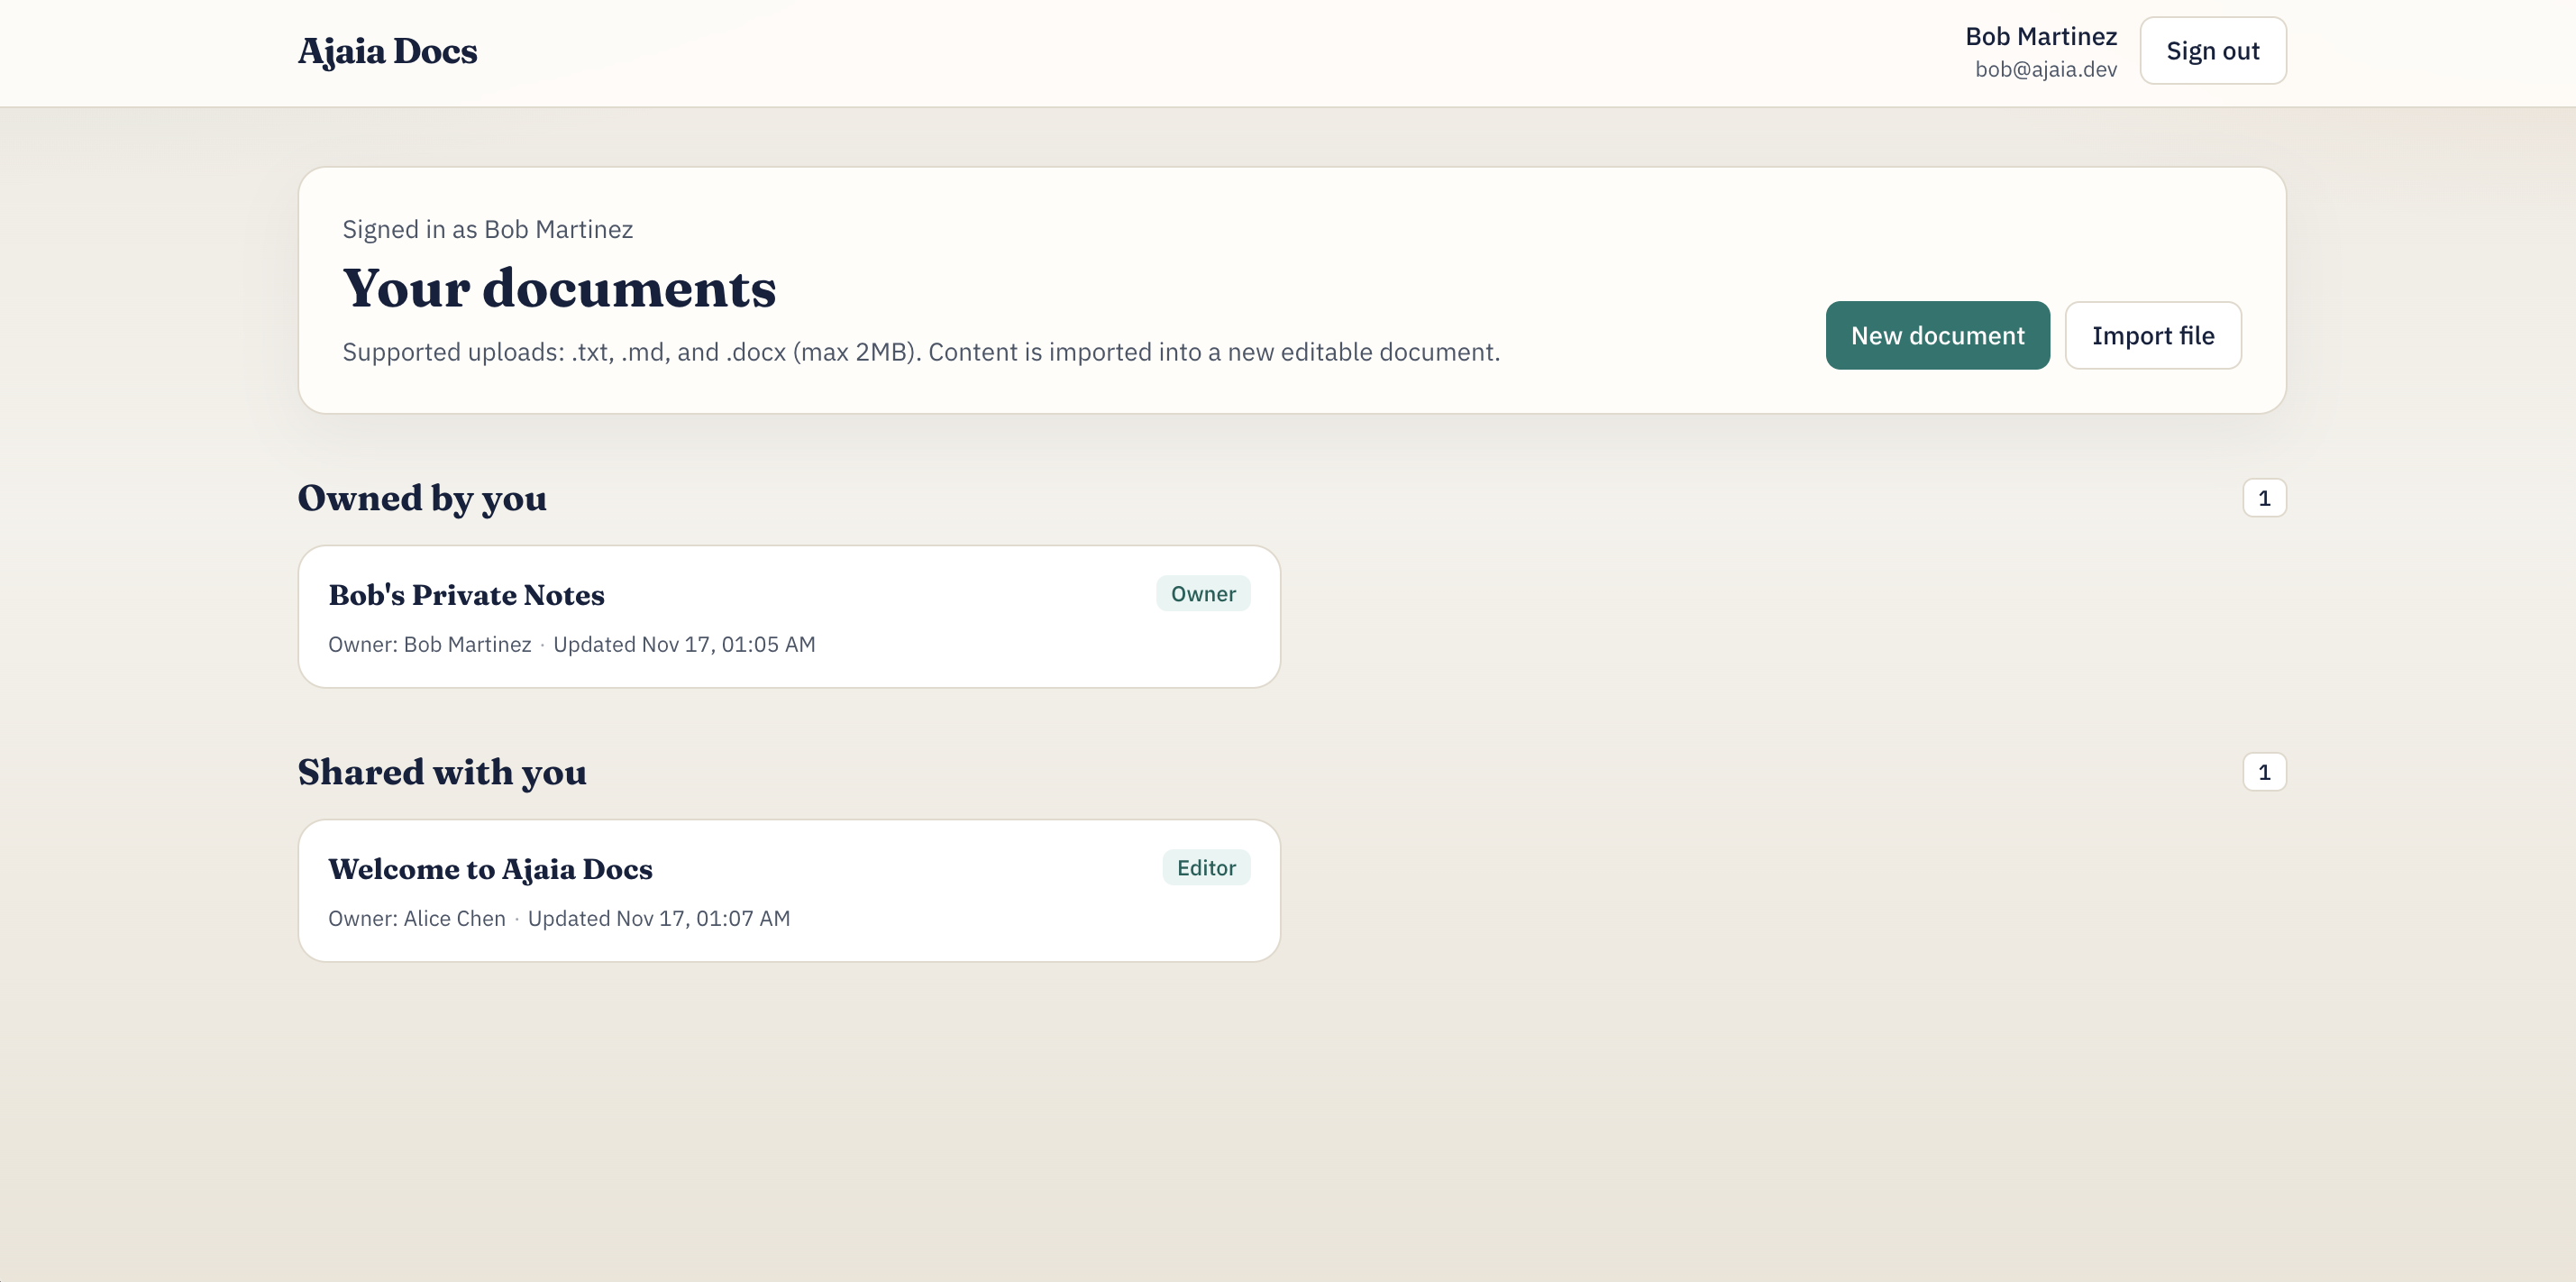 Ajaia Docs
Bob Martinez
bob@ajaia.dev
Sign out
Signed in as Bob Martinez
Your documents
Supported uploads: .txt, .md, and .docx (max 2MB). Content is imported into a new editable document.
New document
Import file
Owned by you
1
Bob's Private Notes
Owner
Owner: Bob Martinez · Updated Nov 17, 01:05 AM
Shared with you
1
Welcome to Ajaia Docs
Editor
Owner: Alice Chen · Updated Nov 17, 01:07 AM